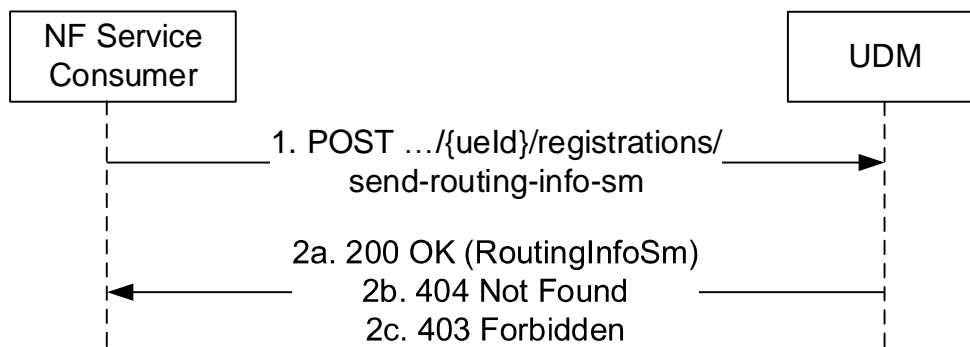 NF Service
Consumer
UDM
1. POST …/{ueId}/registrations/
send-routing-info-sm
2a. 200 OK (RoutingInfoSm)
2b. 404 Not Found
2c. 403 Forbidden